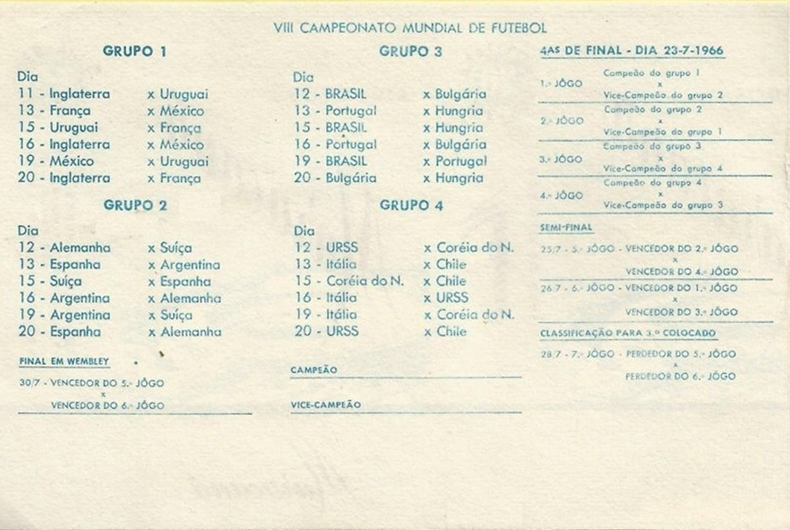 VIII CAMPEONATO MUNDIAL DE FUTEBOL
GRUPO 1
Dia
11 - Inglaterra x Uruguai
13 - França x México
15 - Uruguai x França
16 - Inglaterra x México
19 - México x Uruguai
20 - Inglaterra x França
GRUPO 2
Dia
12 - Alemanha x Suíça
13 - Espanha x Argentina
15 - Suíça x Espanha
16 - Argentina x Alemanha
19 - Argentina x Suíça
20 - Espanha x Alemanha
FINAL EM WEMBLEY
30/7 - VENCEDOR DO 5.º JÔGO
x
VENCEDOR DO 6.º JÔGO
GRUPO 3
Dia
12 - BRASIL x Bulgária
13 - Portugal x Hungria
15 - BRASIL x Hungria
16 - Portugal x Bulgária
19 - BRASIL x Portugal
20 - Bulgária x Hungria
GRUPO 4
Dia
12 - URSS x Coréia do N.
13 - Itália x Chile
15 - Coréia do N. x Chile
16 - Itália x URSS
19 - Itália x Coréia do N.
20 - URSS x Chile
CAMPEÃO
VICE-CAMPEÃO
4AS DE FINAL - DIA 23-7-1966
1.º JÔGO
Campeão do grupo 1
x
Vice-Campeão do grupo 2
2.º JÔGO
Campeão do grupo 2
x
Vice-Campeão do grupo 1
3.º JÔGO
Campeão do grupo 3
x
Vice-Campeão do grupo 4
4.º JÔGO
Campeão do grupo 4
x
Vice-Campeão do grupo 3
SEMI-FINAL
25/7 - 5.º JÔGO - VENCEDOR DO 2.º JÔGO
x
VENCEDOR DO 4.º JÔGO
26/7 - 6.º JÔGO - VENCEDOR DO 1.º JÔGO
x
VENCEDOR DO 3.º JÔGO
CLASSIFICAÇÃO PARA 3.º COLOCADO
28/7 - 7.º JÔGO - PERDEDOR DO 5.º JÔGO
x
PERDEDOR DO 6.º JÔGO